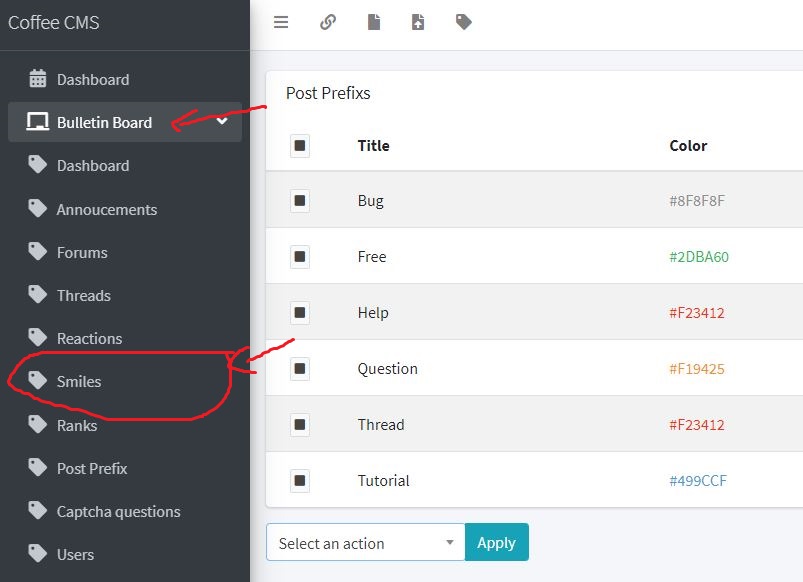 Coffee CMS
Dashboard
Bulletin Board
Dashboard
Annoucements
Forums
Threads
Reactions
Smiles
Ranks
Post Prefix
Captcha questions
Users
Post Prefixs
Title Color
Bug #8F8F8F
Free #2DBA60
Help #F23412
Question #F19425
Thread #F23412
Tutorial #499CCF
Select an action Apply